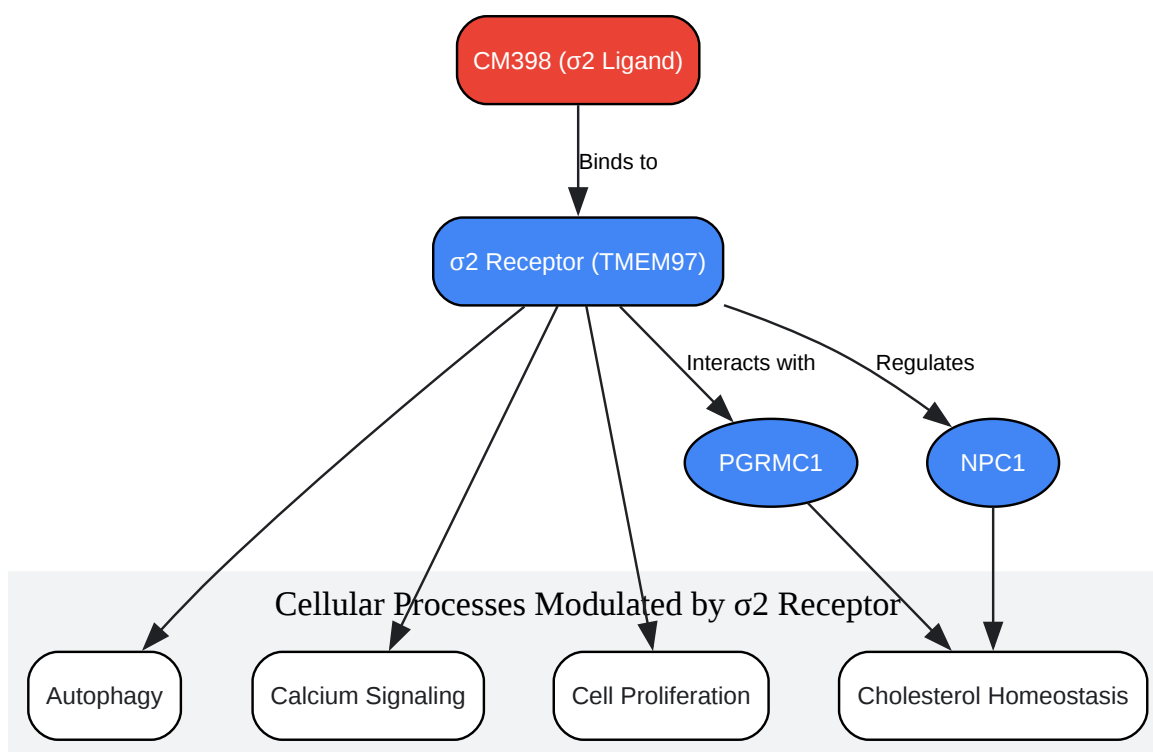 CM398 (σ2 Ligand)
Binds to
σ2 Receptor (TMEM97)
Interacts with
Regulates
PGRMC1
NPC1
Cellular Processes Modulated by σ2 Receptor
Autophagy
Calcium Signaling
Cell Proliferation
Cholesterol Homeostasis